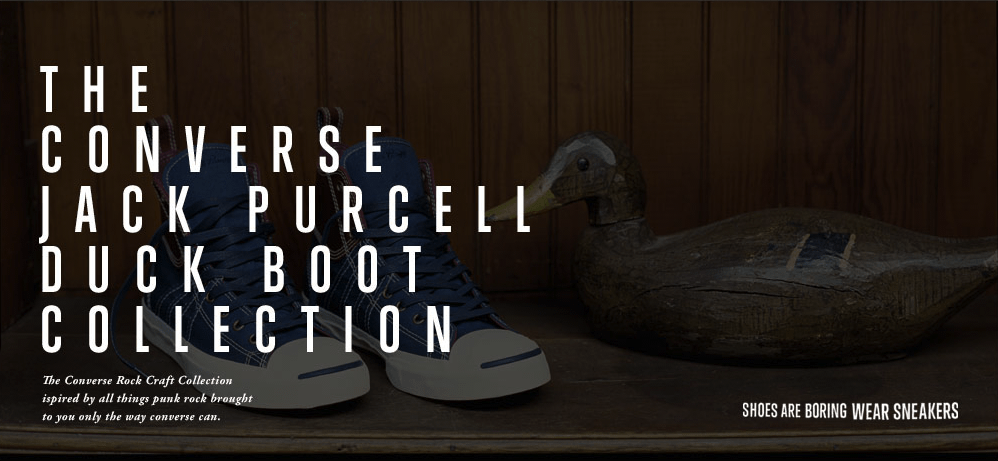 THE
CONVERSE
JACK PURCELL
DUCK BOOT
COLLECTION
The Converse Rock Craft Collection
ispired by all things punk rock brought
to you only the way converse can.
SHOES ARE BORING WEAR SNEAKERS